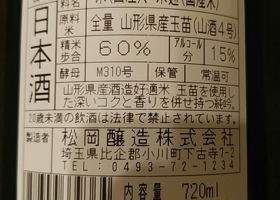 日本酒
原料米 全量 山形県産玉苗(山酒4号)
精米歩合 60% アルコール分 15%
酵母 M310号 保管 常温可
山形県産酒造好適米 玉苗を使用
した深いコクと香りを併せ持つ純吟。
20歳未満の飲酒は法律で禁止されています。
製造者 松岡醸造株式会社
埼玉県比企郡小川町下古寺7-2
TEL 0493-72-1234
内容量 720ml